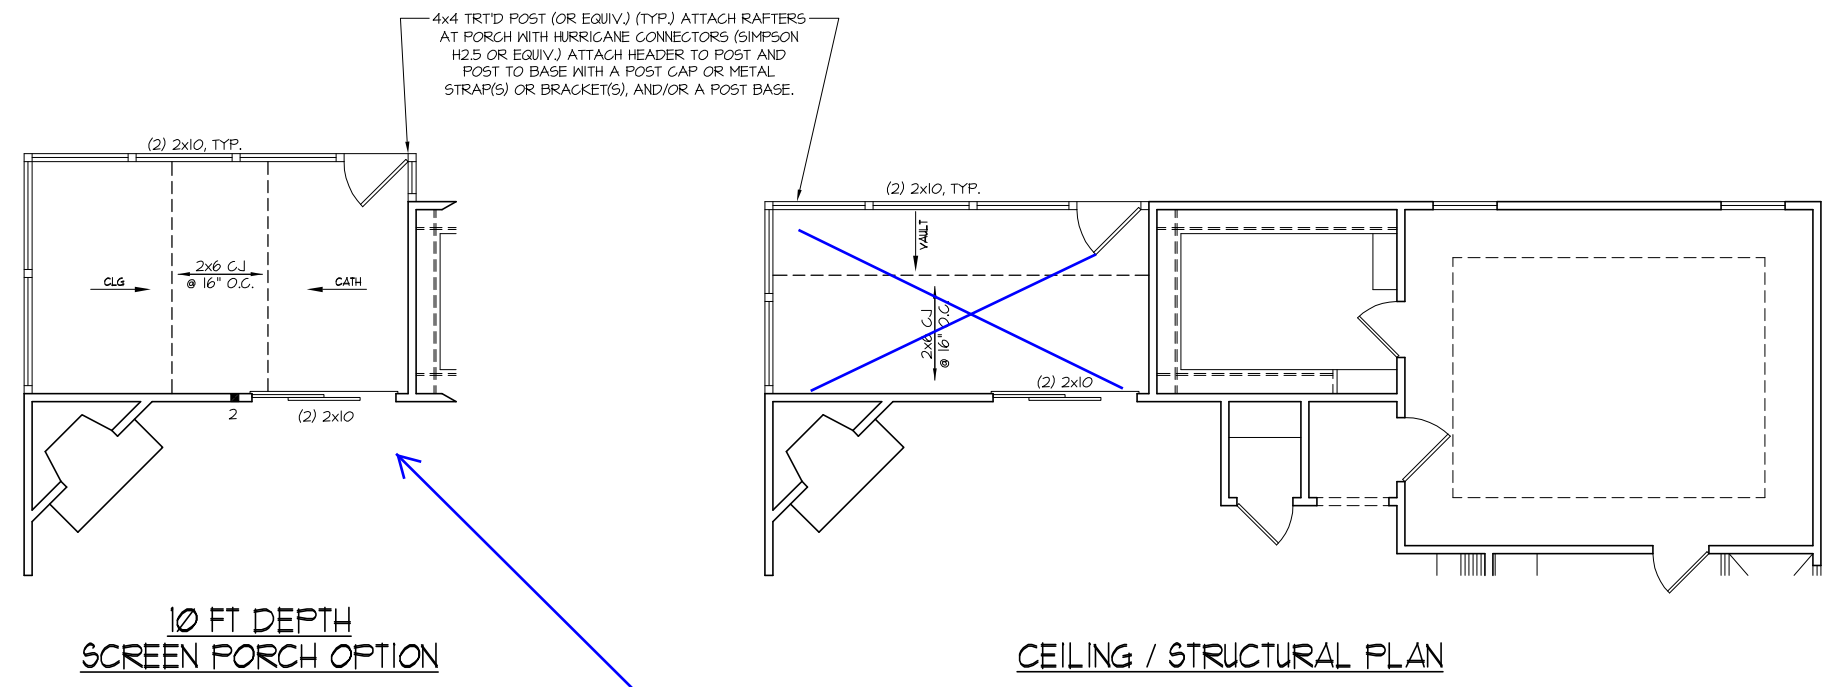 4x4 TRT'D POST (OR EQUIV.) (TYP.) ATTACH RAFTERS
AT PORCH WITH HURRICANE CONNECTORS (SIMPSON
H2.5 OR EQUIV.) ATTACH HEADER TO POST AND
POST TO BASE WITH A POST CAP OR METAL
STRAP(S) OR BRACKET(S), AND/OR A POST BASE.
(2) 2x10, TYP.
CLG
2x6 CJ
@ 16" O.C.
CATH
2
(2) 2x10
10 FT DEPTH
SCREEN PORCH OPTION
(2) 2x10, TYP.
VAULT
2x6 CJ
@ 16" O.C.
(2) 2x10
CEILING / STRUCTURAL PLAN